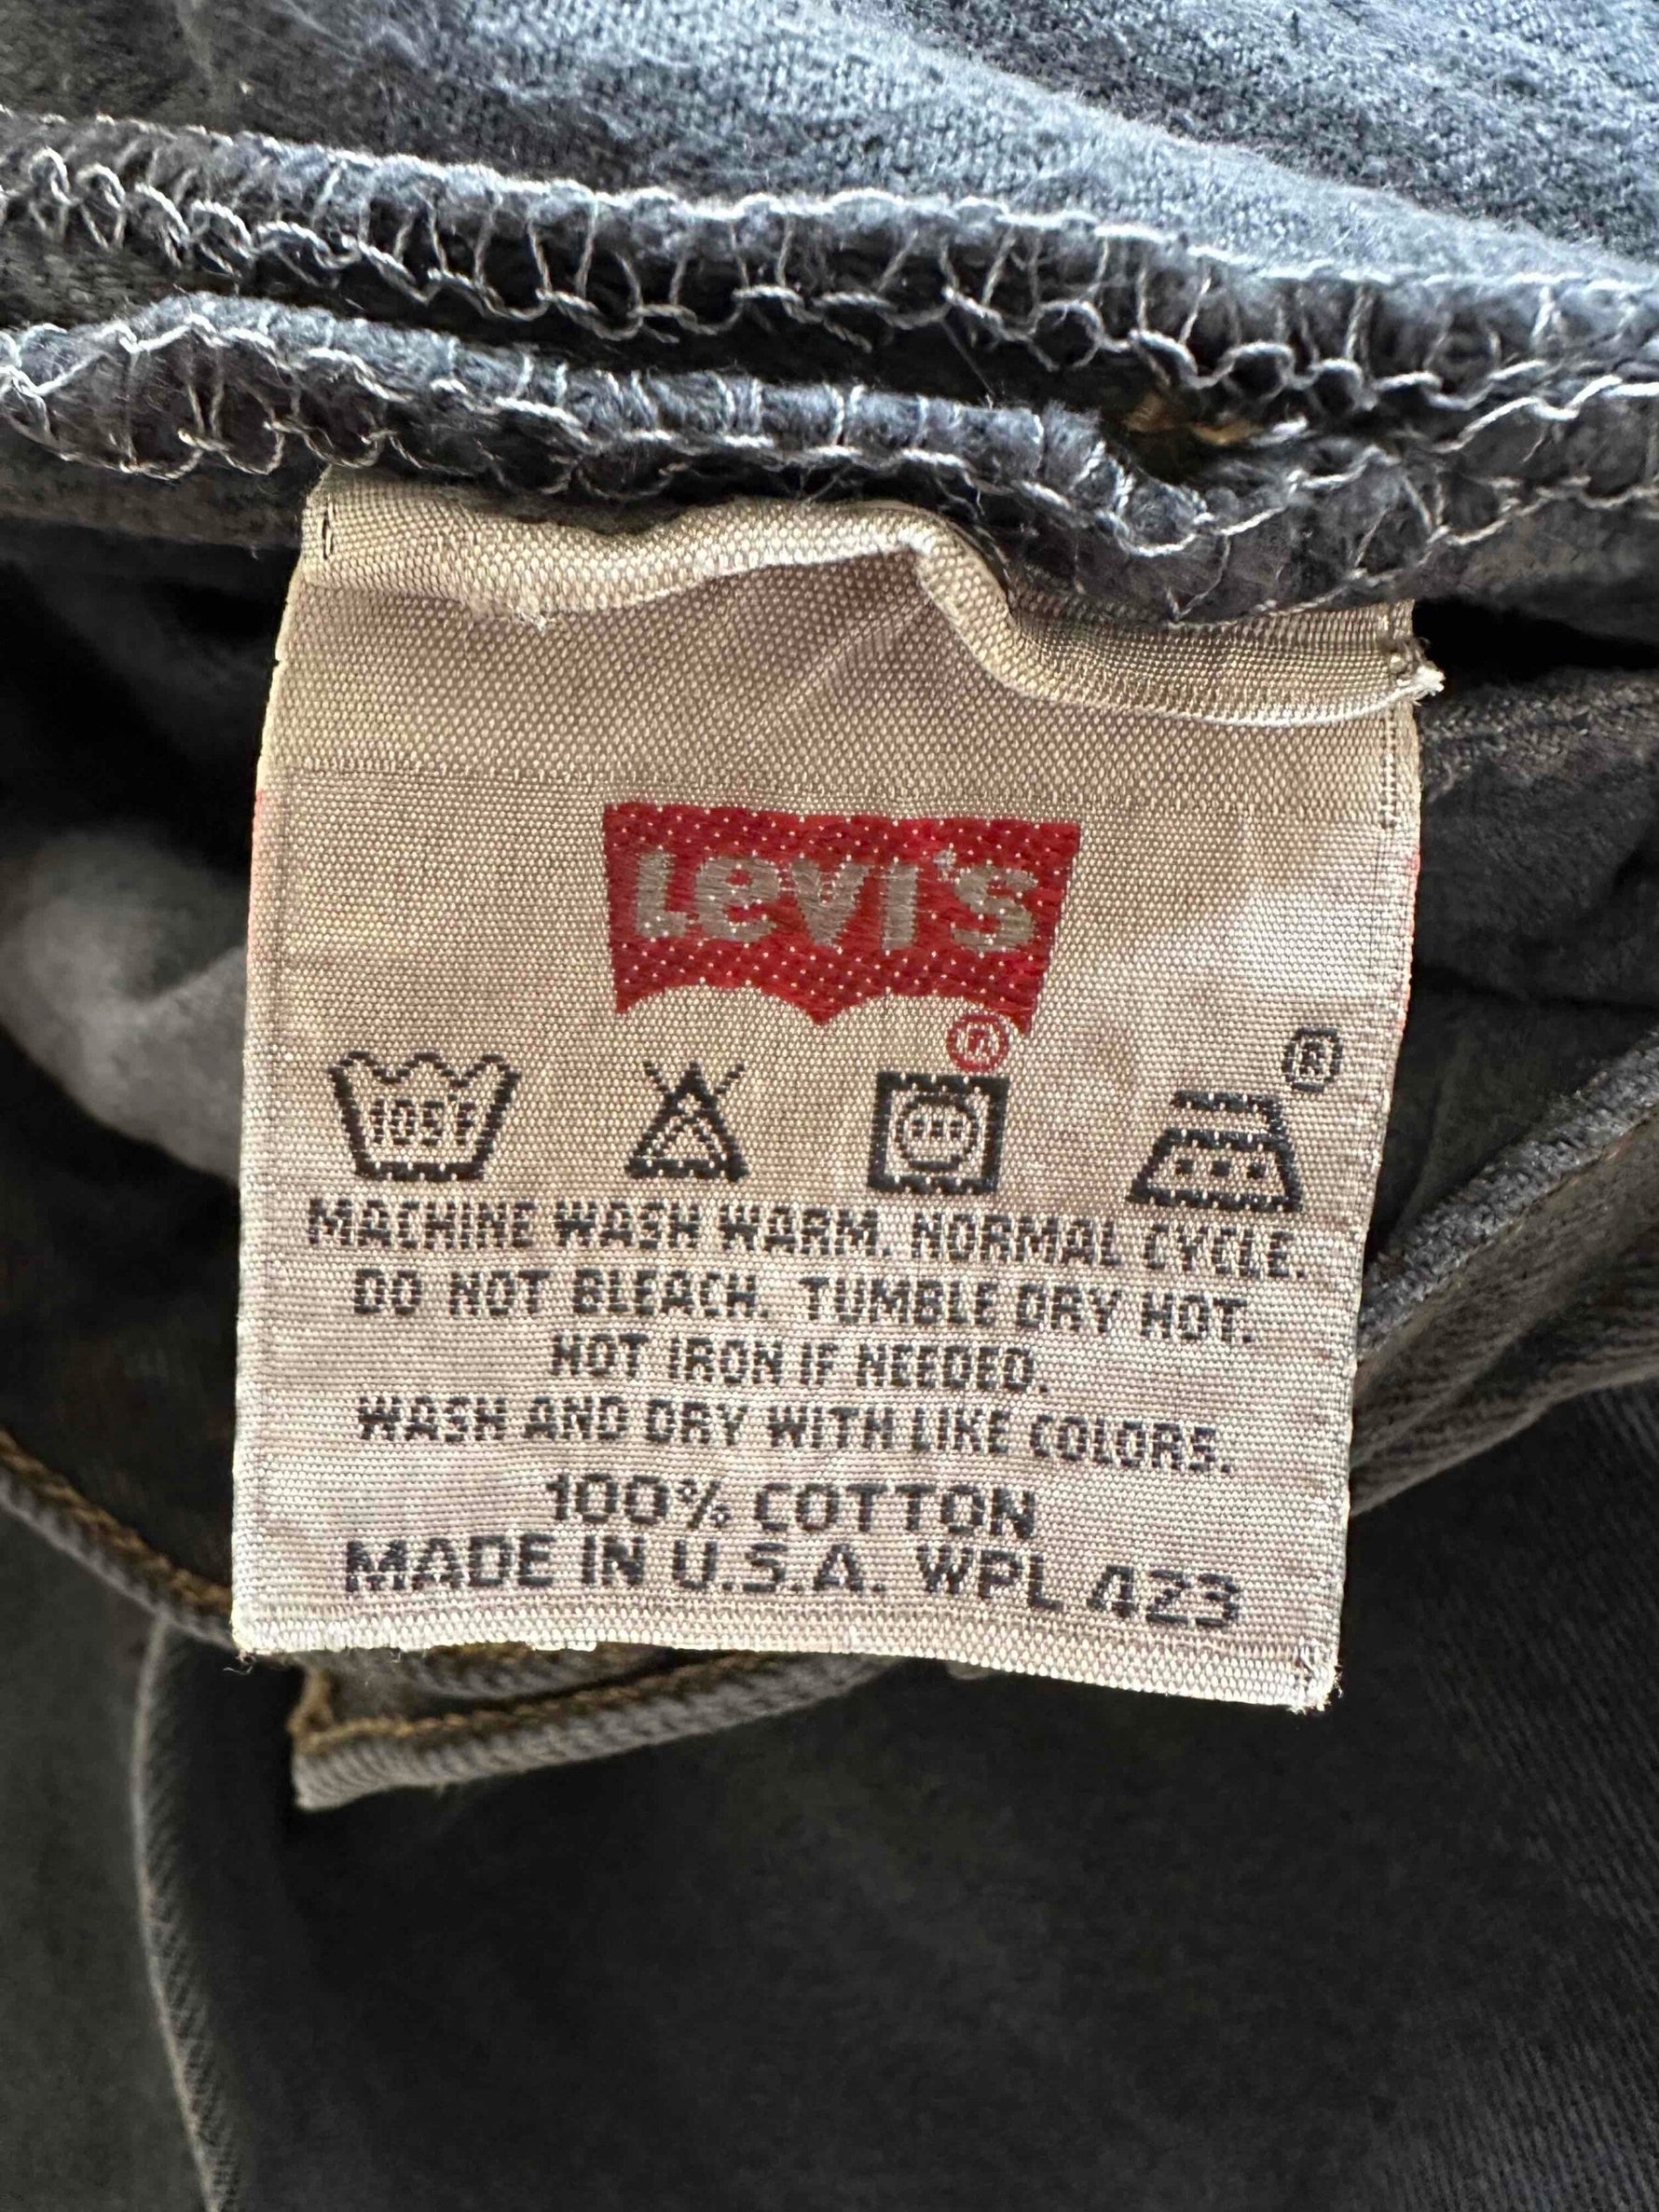 Levi's
®
®
105°F
MACHINE WASH WARM. NORMAL CYCLE.
DO NOT BLEACH. TUMBLE DRY HOT.
HOT IRON IF NEEDED.
WASH AND DRY WITH LIKE COLORS.
100% COTTON
MADE IN U.S.A. WPL 423